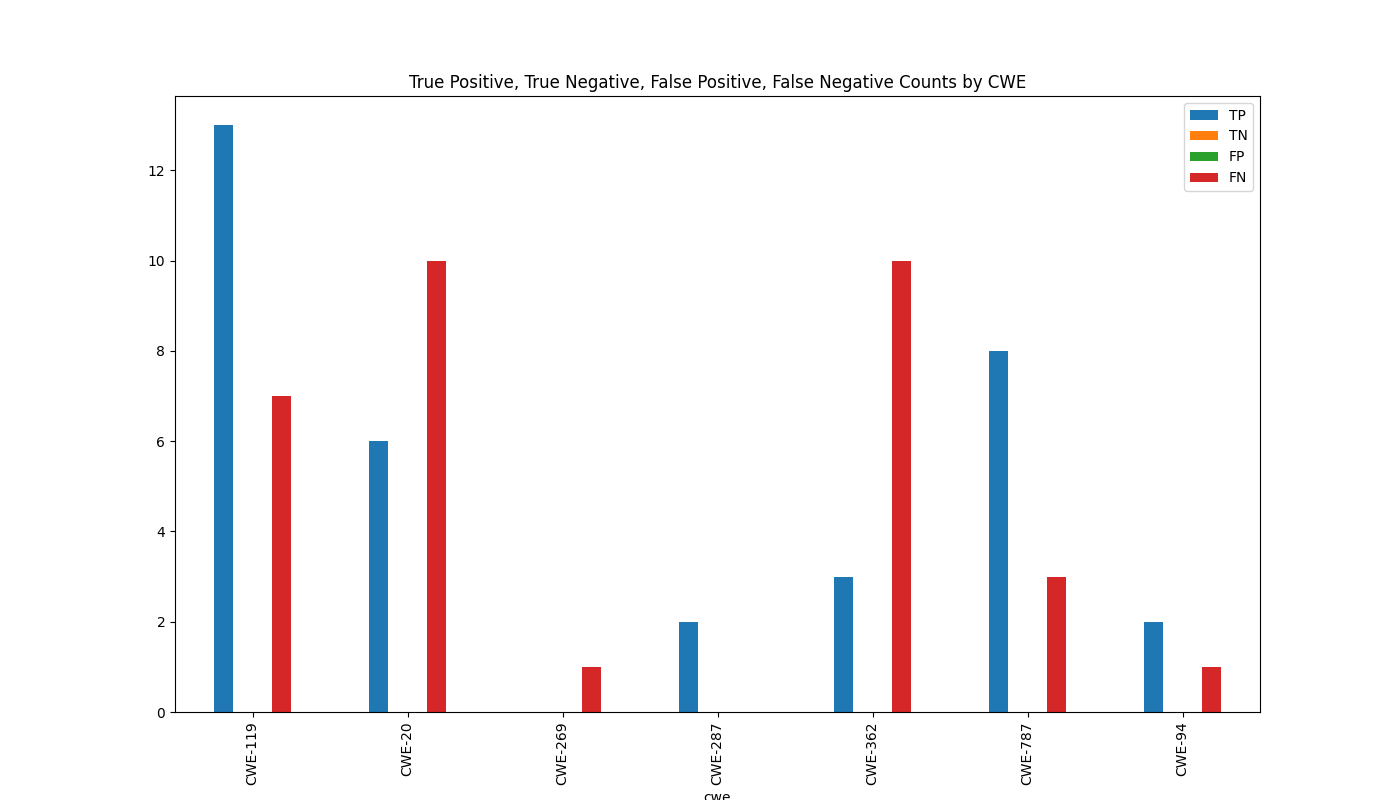 True Positive, True Negative, False Positive, False Negative Counts by CWE
TP
TN
FP
FN
12
10
8
6
4
2
0
CWE-119
CWE-20
CWE-269
CWE-287
CWE-362
CWE-787
CWE-94
cwe